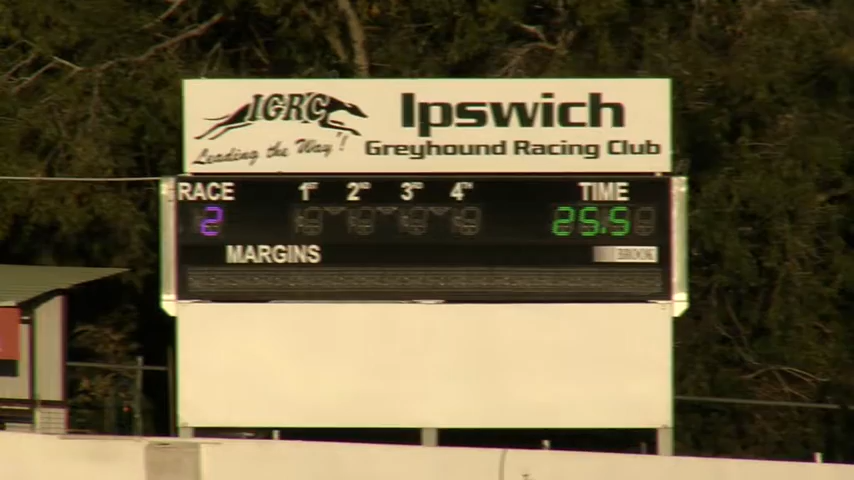 IGRC
Leading the Way'!
Ipswich
Greyhound Racing Club
RACE 1st 2nd 3rd 4th TIME
2 25.5
MARGINS